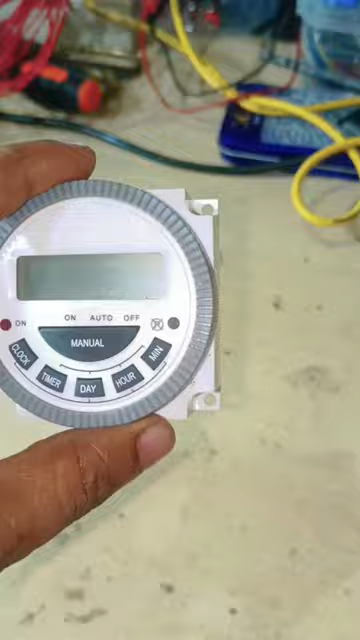 ON
ON AUTO OFF
MANUAL
CLOCK
TIMER
DAY
HOUR
MIN